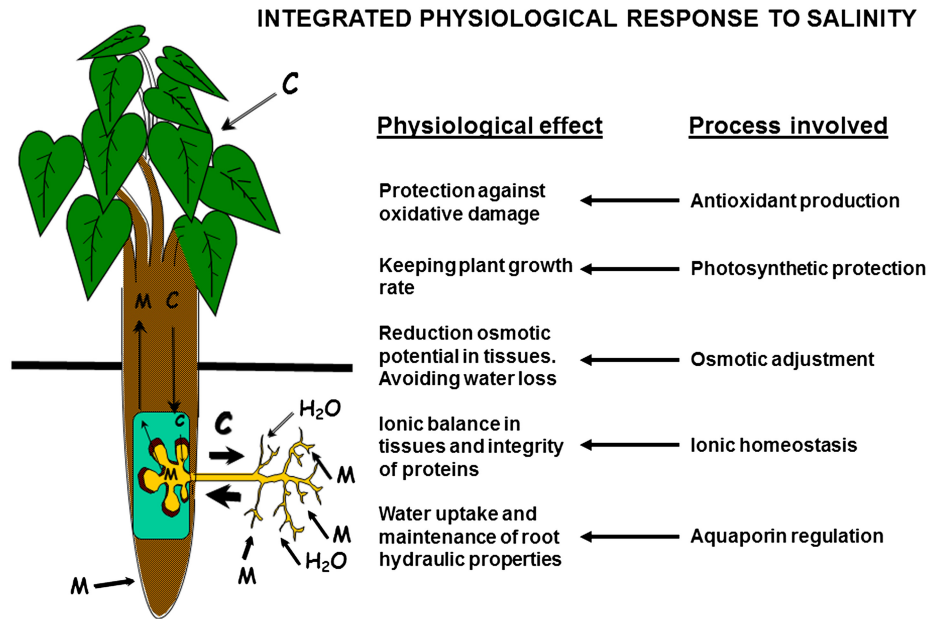 INTEGRATED PHYSIOLOGICAL RESPONSE TO SALINITY
C
Physiological effect
Process involved
Protection against
oxidative damage
Antioxidant production
Keeping plant growth
rate
Photosynthetic protection
M C
Reduction osmotic
potential in tissues.
Avoiding water loss
Osmotic adjustment
C
C
H₂O
M
M
Ionic balance in
tissues and integrity
of proteins
Ionic homeostasis
M
M
H₂O
M
Water uptake and
maintenance of root
hydraulic properties
Aquaporin regulation